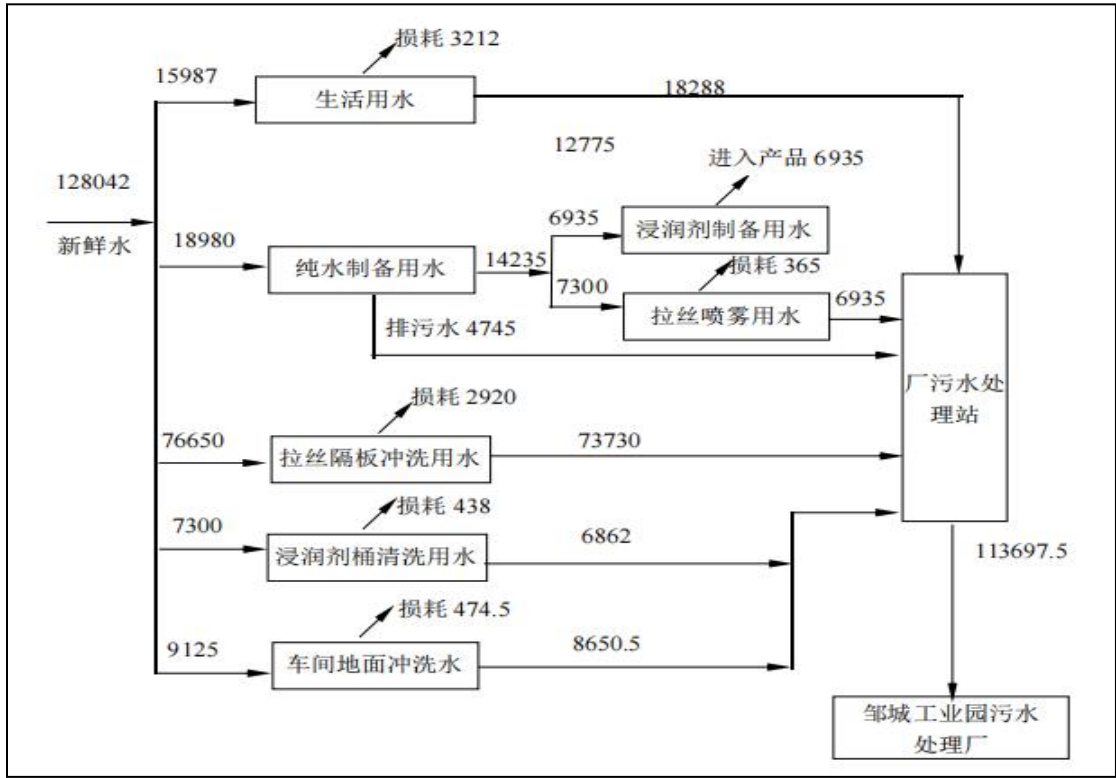 损耗 3212
15987
生活用水
18288
12775
进入产品 6935
128042
新鲜水
6935
浸润剂制备用水
18980
纯水制备用水
14235
损耗 365
7300
拉丝喷雾用水
6935
排污水 4745
厂污水处
理站
损耗 2920
76650
拉丝隔板冲洗用水
73730
损耗 438
7300
浸润剂桶清洗用水
6862
113697.5
损耗 474.5
9125
车间地面冲洗水
8650.5
邹城工业园污水
处理厂